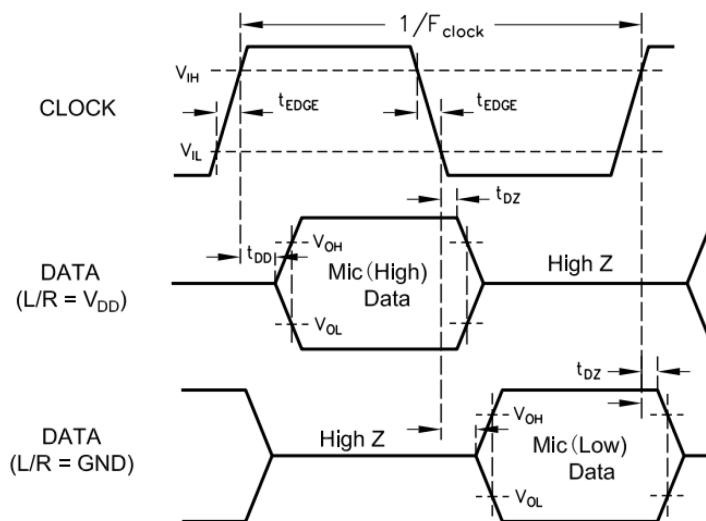 1/Fclock
VIH
CLOCK
tEDGE
tEDGE
VIL
tDZ
tDD
VOH
DATA
(L/R = VDD)
Mic (High)
Data
High Z
VOL
tDZ
DATA
(L/R = GND)
High Z
VOH
Mic (Low)
Data
VOL